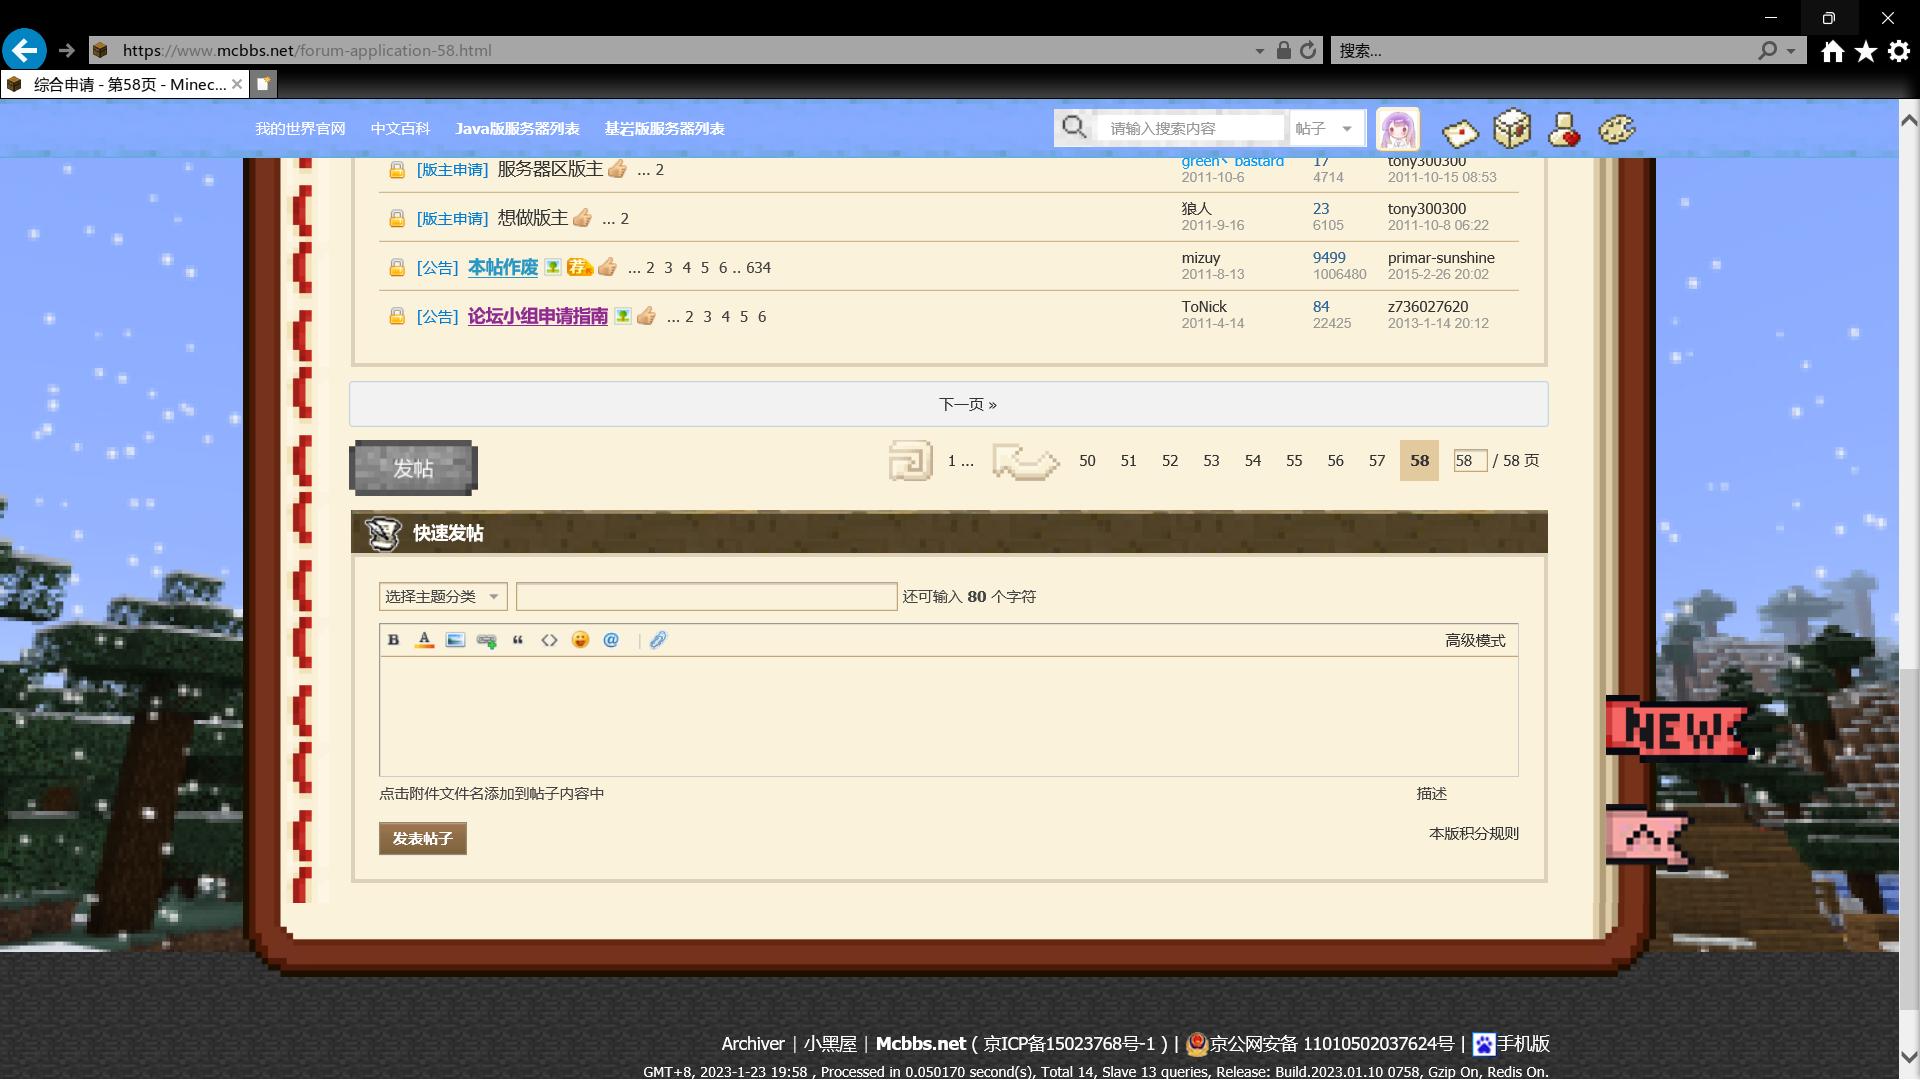 https://www.mcbbs.net/forum-application-58.html
搜索...
综合申请 - 第58页 - Minec...
我的世界官网 中文百科 Java版服务器列表 基岩版服务器列表
请输入搜索内容 帖子
[版主申请] 服务器区版主 ... 2 green丶bastard 17 tony300300
2011-10-6 4714 2011-10-15 08:53
[版主申请] 想做版主 ... 2 狼人 23 tony300300
2011-9-16 6105 2011-10-8 06:22
[公告] 本帖作废 荐 ... 2 3 4 5 6 .. 634 mizuy 9499 primar-sunshine
2011-8-13 1006480 2015-2-26 20:02
[公告] 论坛小组申请指南 ... 2 3 4 5 6 ToNick 84 z736027620
2011-4-14 22425 2013-1-14 20:12
下一页 »
发帖
1 ... 50 51 52 53 54 55 56 57 58 58 / 58 页
快速发帖
选择主题分类 还可输入 80 个字符
B A “ <> @ 高级模式
点击附件文件名添加到帖子内容中 描述
发表帖子 本版积分规则
NEW
Archiver | 小黑屋 | Mcbbs.net ( 京ICP备15023768号-1 ) | 京公网安备 11010502037624号 | 手机版
GMT+8, 2023-1-23 19:58 , Processed in 0.050170 second(s), Total 14, Slave 13 queries, Release: Build.2023.01.10 0758, Gzip On, Redis On.